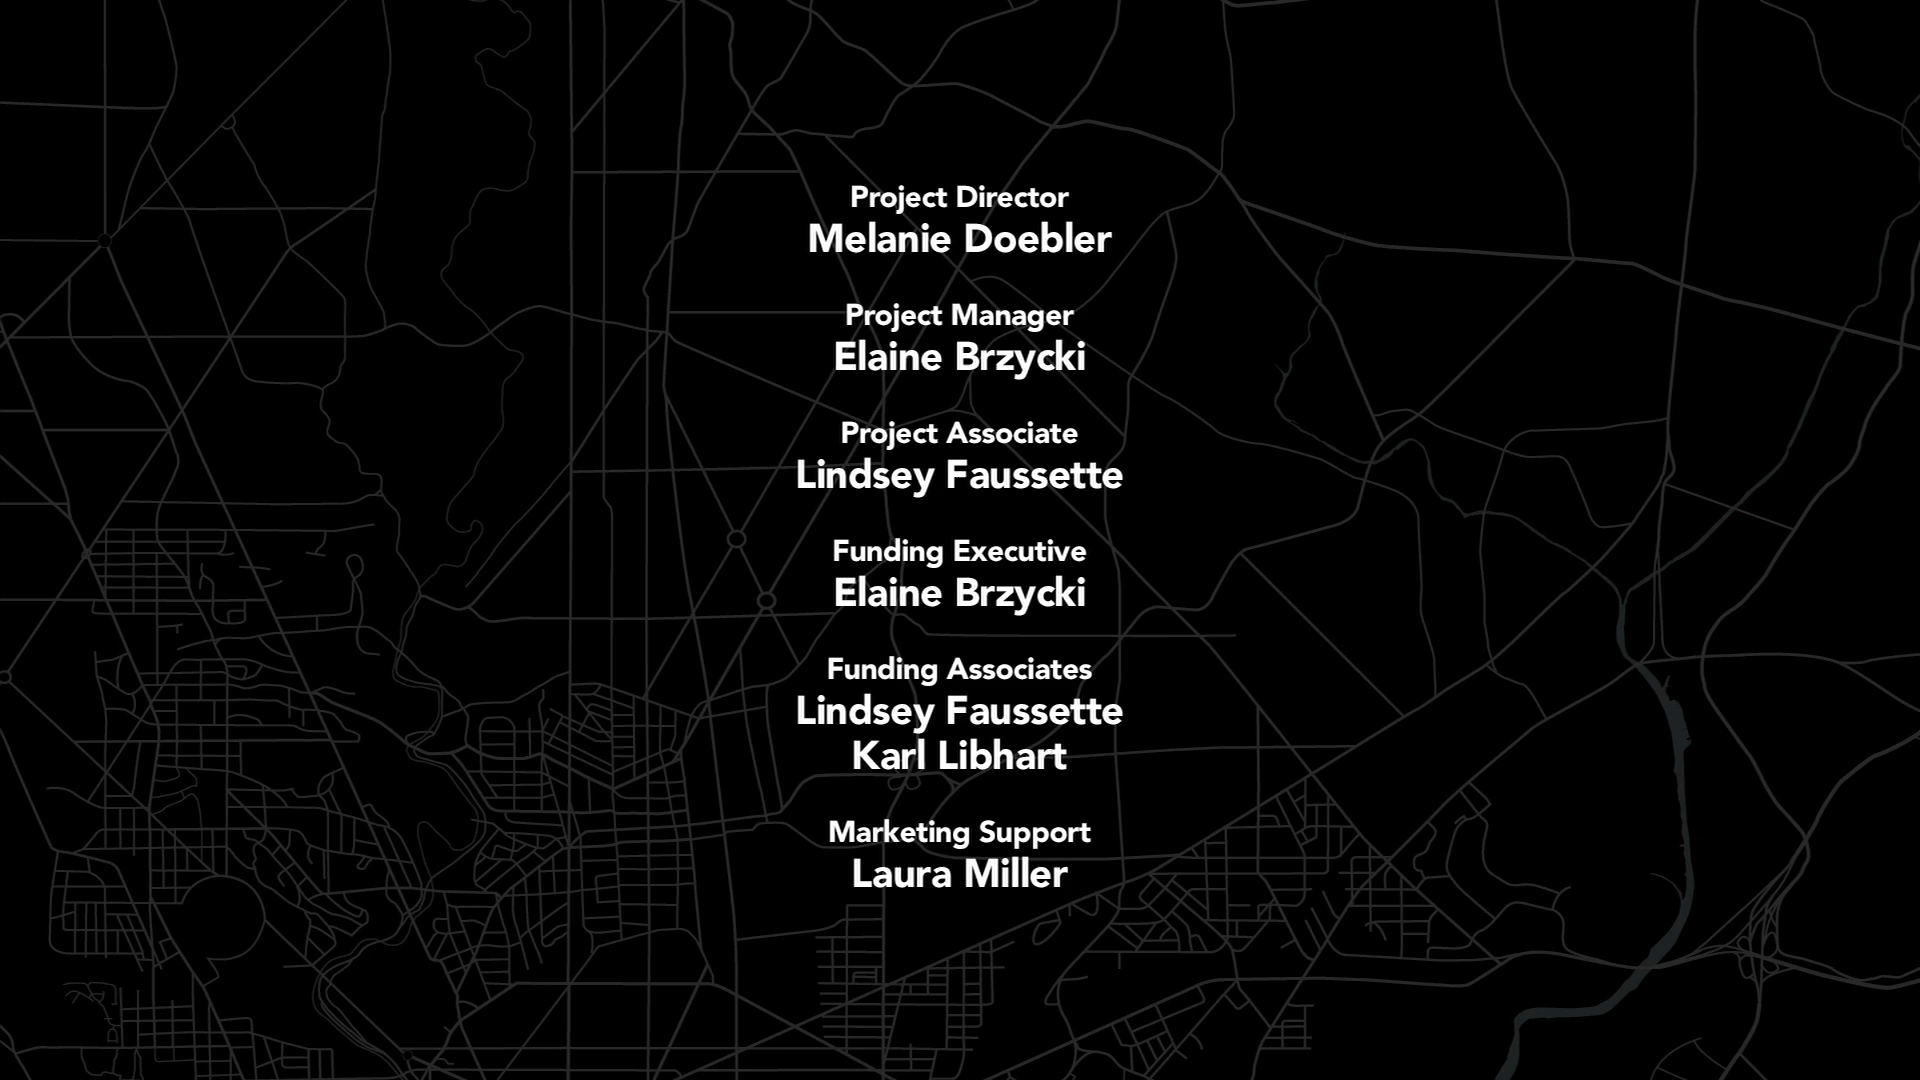 Project Director
Melanie Doebler
Project Manager
Elaine Brzycki
Project Associate
Lindsey Faussette
Funding Executive
Elaine Brzycki
Funding Associates
Lindsey Faussette
Karl Libhart
Marketing Support
Laura Miller